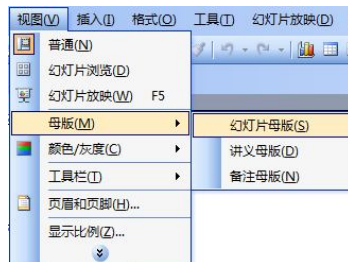 视图(V) 插入(I) 格式(O) 工具(T) 幻灯片放映(D)
普通(N)
幻灯片浏览(D)
幻灯片放映(W) F5
母版(M)
幻灯片母版(S)
颜色/灰度(C)
讲义母版(D)
工具栏(T)
备注母版(N)
页眉和页脚(H)...
显示比例(Z)...